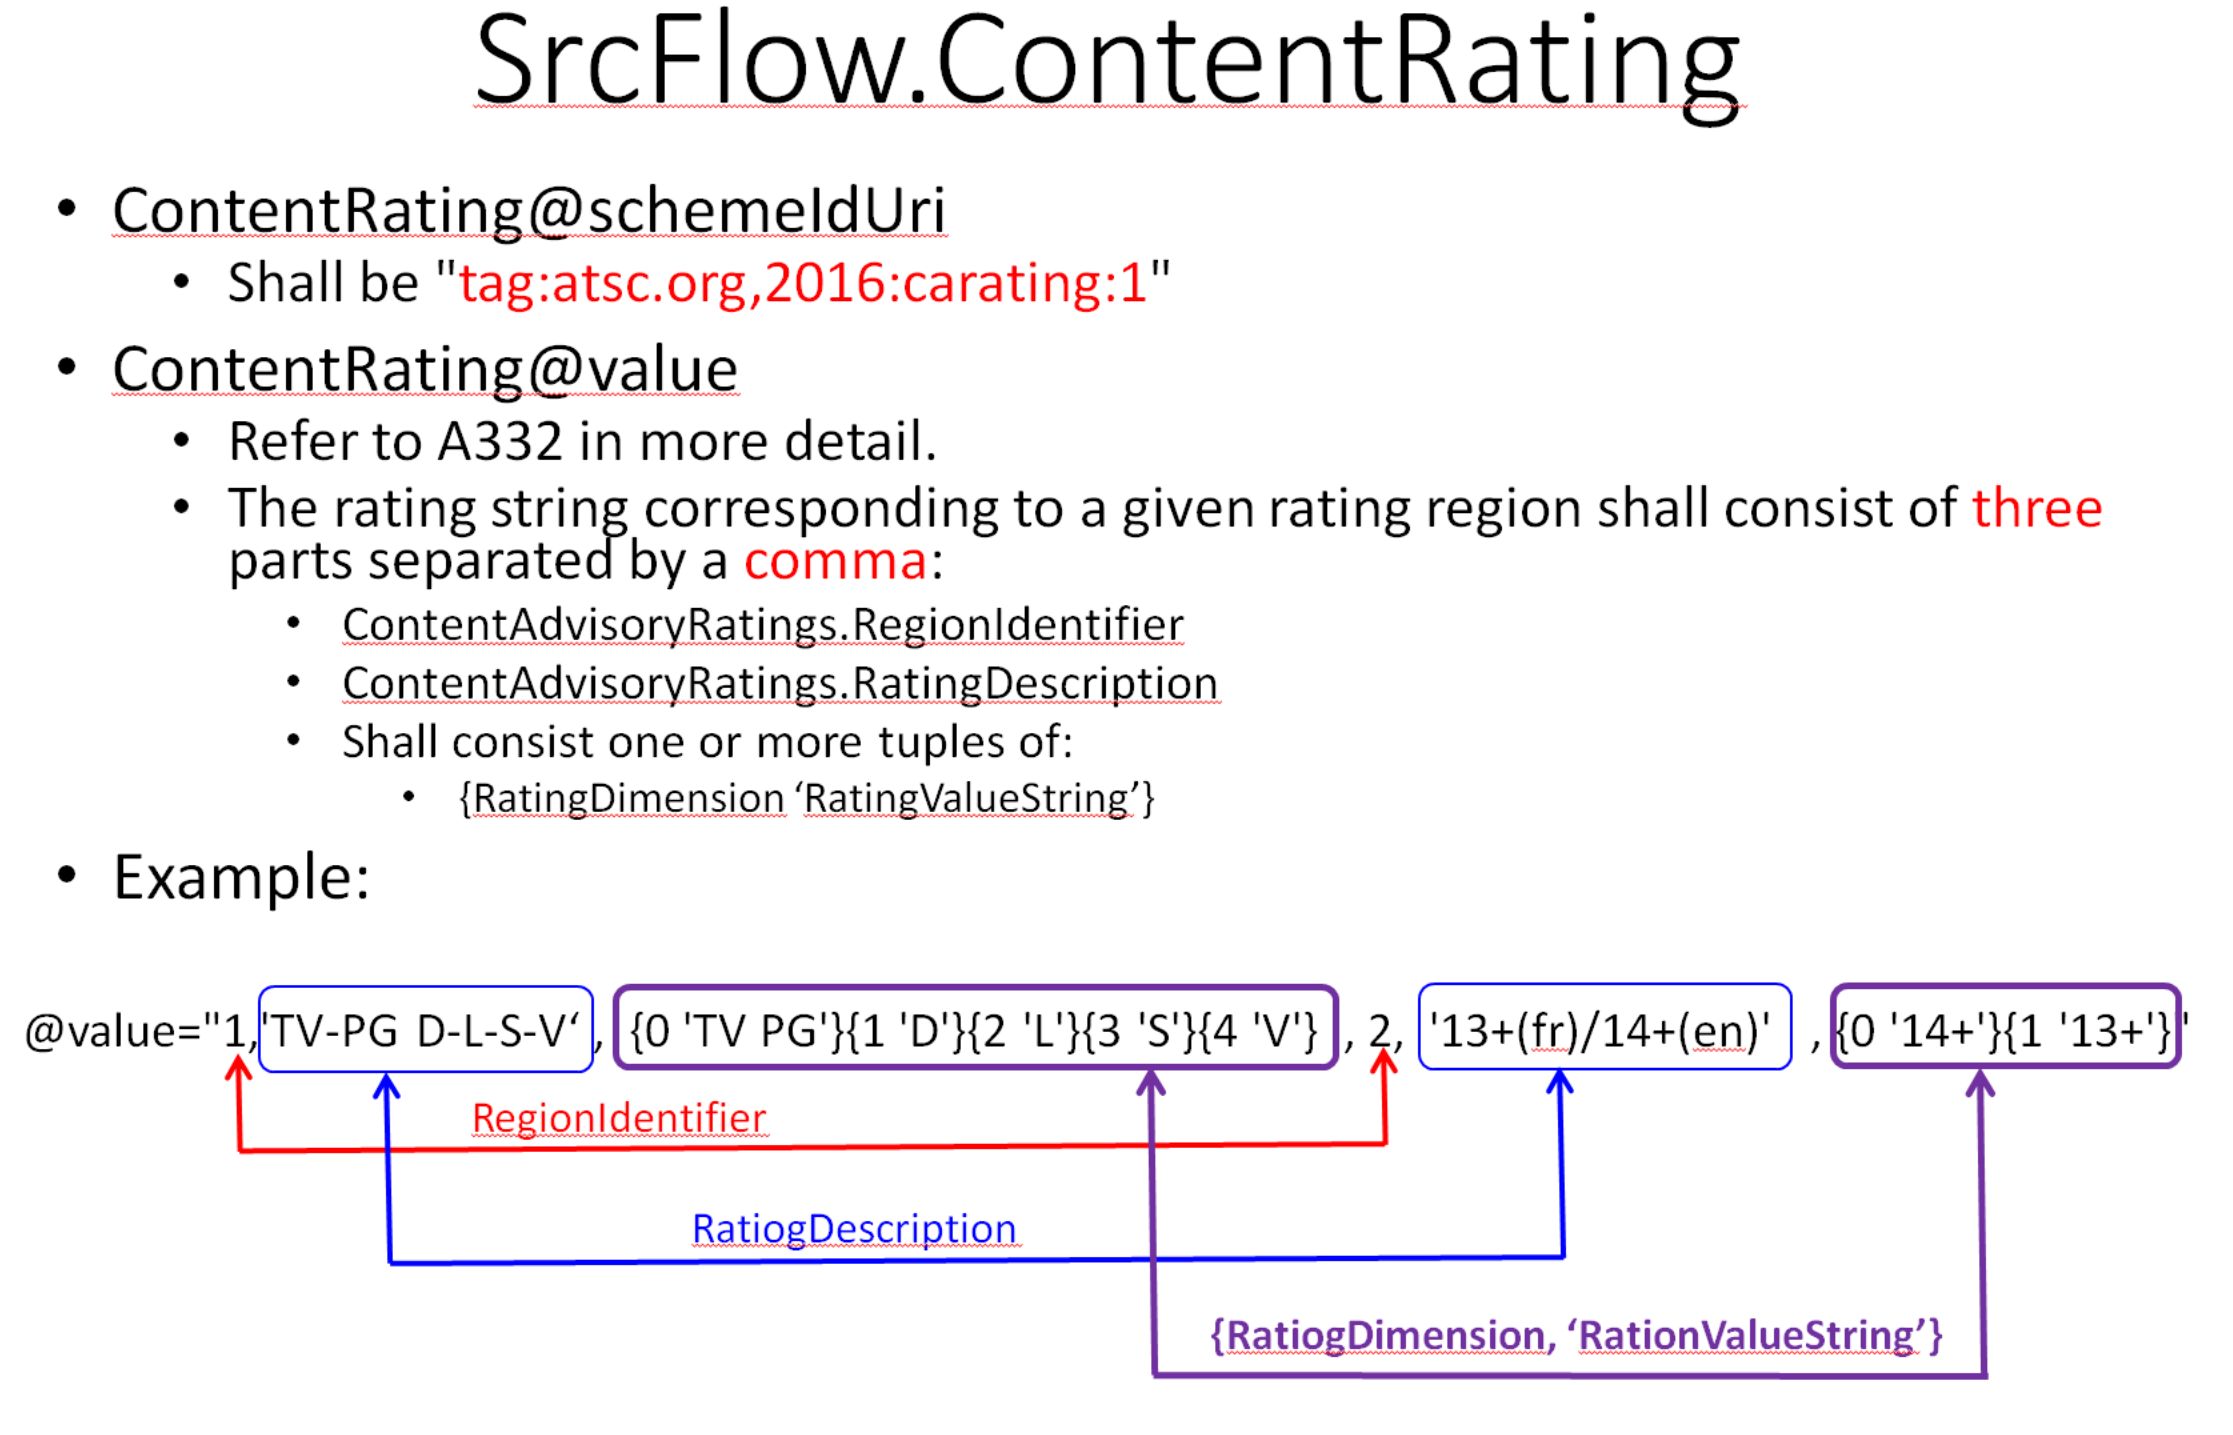 SrcFlow.ContentRating
• ContentRating@schemeIdUri
• Shall be "tag:atsc.org,2016:carating:1"
• ContentRating@value
• Refer to A332 in more detail.
• The rating string corresponding to a given rating region shall consist of three
parts separated by a comma:
• ContentAdvisoryRatings.RegionIdentifier
• ContentAdvisoryRatings.RatingDescription
• Shall consist one or more tuples of:
• {RatingDimension ‘RatingValueString’}
• Example:
@value="1,'TV-PG D-L-S-V‘ , {0 'TV PG'}{1 'D'}{2 'L'}{3 'S'}{4 'V'} , 2, '13+(fr)/14+(en)' , {0 '14+'}{1 '13+'}"
RegionIdentifier
RatiogDescription
{RatiogDimension, ‘RationValueString’}